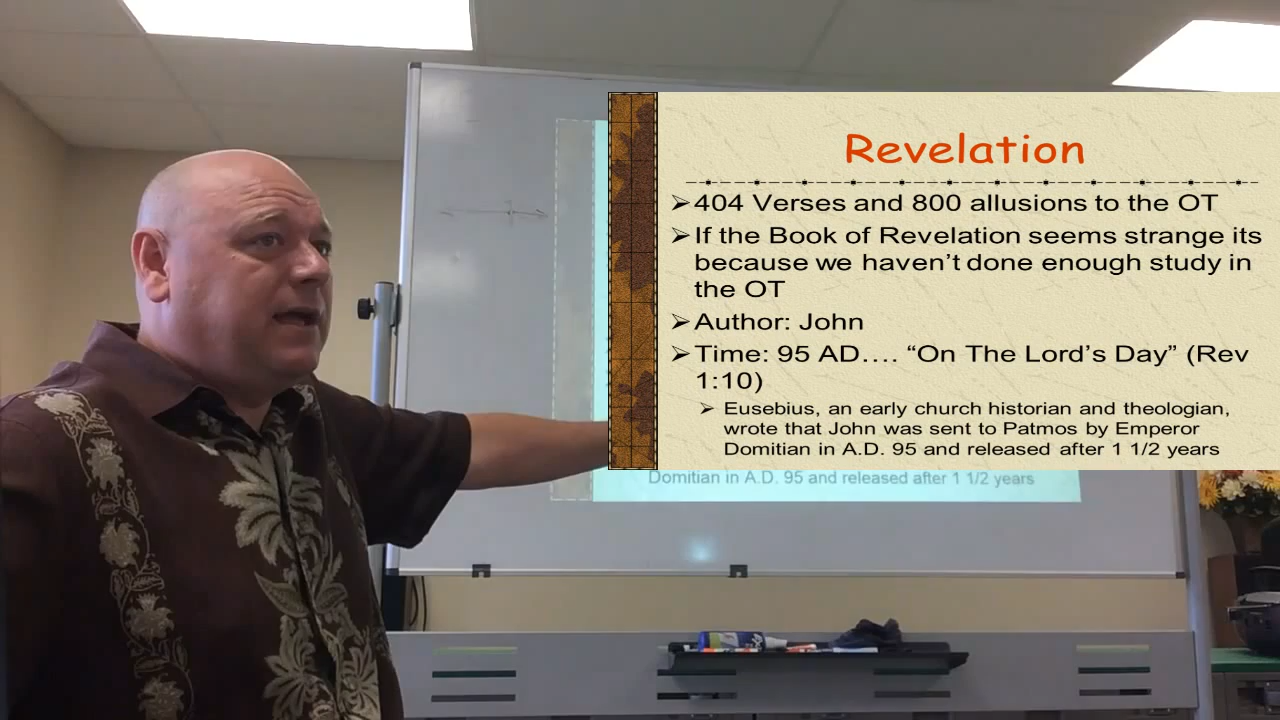 Revelation
➢404 Verses and 800 allusions to the OT
➢If the Book of Revelation seems strange its
because we haven't done enough study in
the OT
➢Author: John
➢Time: 95 AD.... “On The Lord's Day” (Rev
1:10)
➢ Eusebius, an early church historian and theologian,
wrote that John was sent to Patmos by Emperor
Domitian in A.D. 95 and released after 1 1/2 years
Domitian in A.D. 95 and released after 1 1/2 years